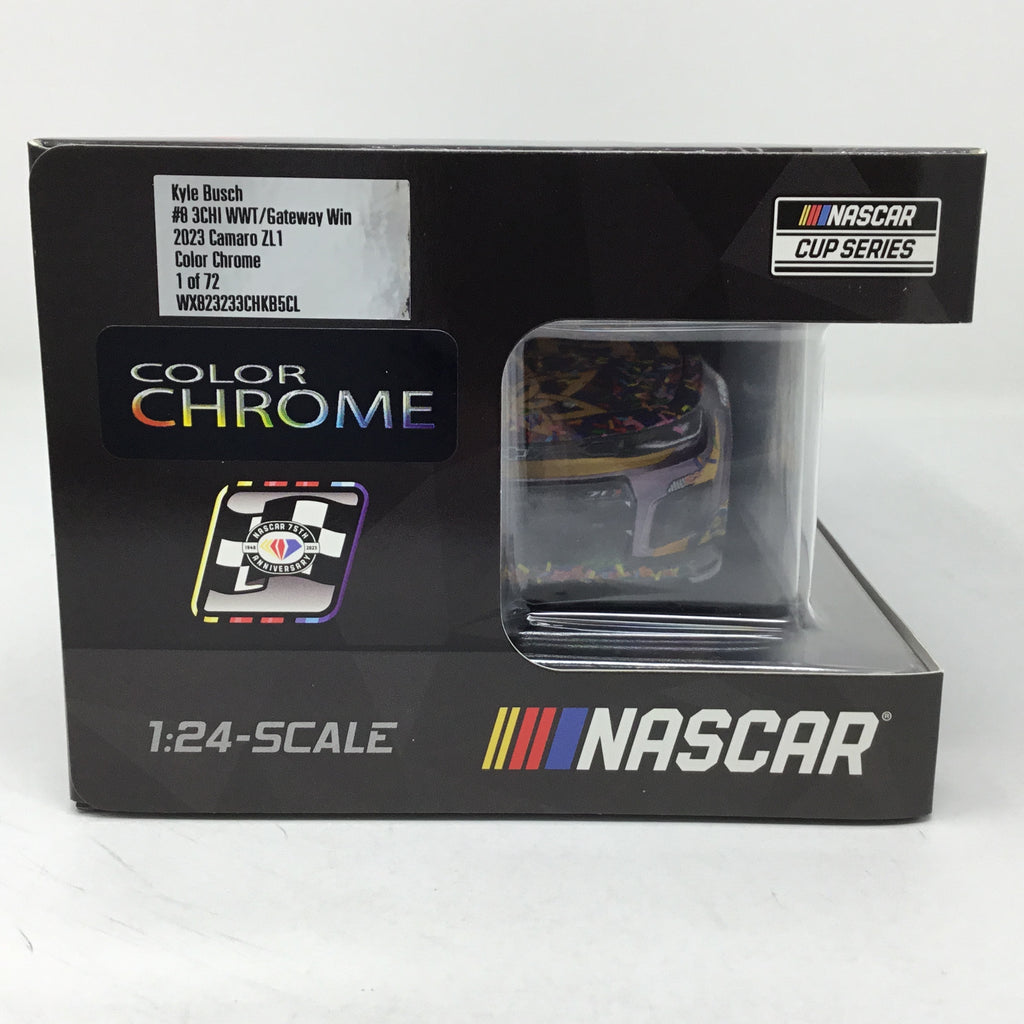 Kyle Busch
#8 3CHI WWT/Gateway Win
2023 Camaro ZL1
Color Chrome
1 of 72
WX823233CHKB5CL
NASCAR
CUP SERIES
COLOR
CHROME
NASCAR 75TH
1948 2023
ANNIVERSARY
1:24-SCALE
NASCAR®